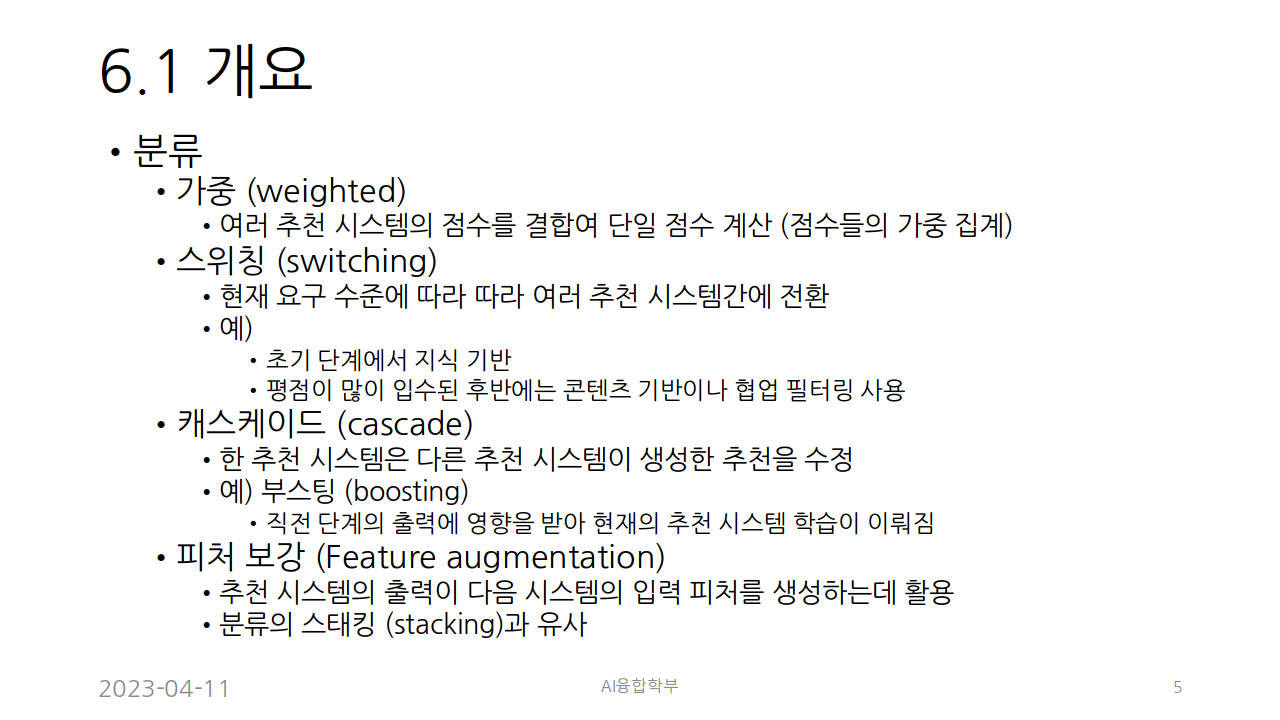 6.1 개요
• 분류
• 가중 (weighted)
• 여러 추천 시스템의 점수를 결합여 단일 점수 계산 (점수들의 가중 집계)
• 스위칭 (switching)
• 현재 요구 수준에 따라 따라 여러 추천 시스템간에 전환
• 예)
• 초기 단계에서 지식 기반
• 평점이 많이 입수된 후반에는 콘텐츠 기반이나 협업 필터링 사용
• 캐스케이드 (cascade)
• 한 추천 시스템은 다른 추천 시스템이 생성한 추천을 수정
• 예) 부스팅 (boosting)
• 직전 단계의 출력에 영향을 받아 현재의 추천 시스템 학습이 이뤄짐
• 피처 보강 (Feature augmentation)
• 추천 시스템의 출력이 다음 시스템의 입력 피처를 생성하는데 활용
• 분류의 스태킹 (stacking)과 유사
2023-04-11
AI융합학부
5